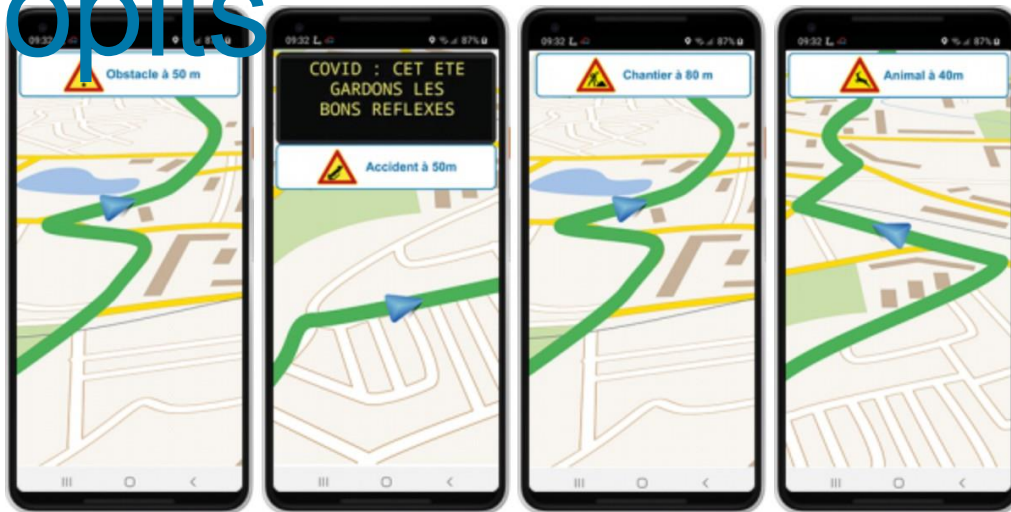 opits
09:32 87%
Obstacle à 50 m
09:32 87%
COVID : CET ETE
GARDONS LES
BONS REFLEXES
Accident à 50m
09:32 87%
Chantier à 80 m
09:32 87%
Animal à 40m